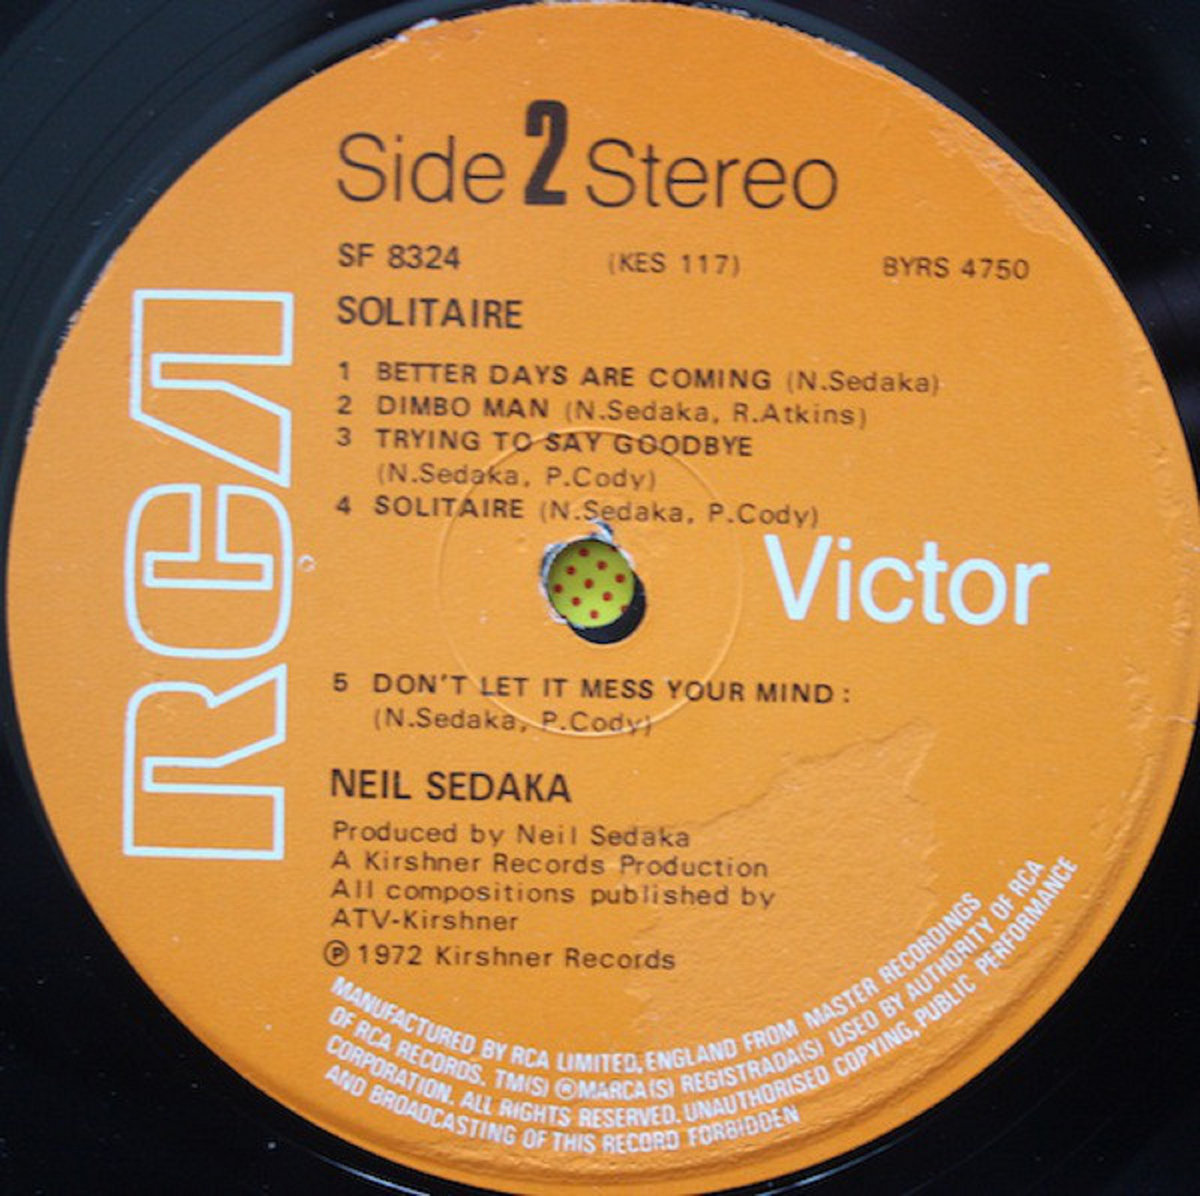 Side 2 Stereo
SF 8324 (KES 117) BYRS 4750
SOLITAIRE
1 BETTER DAYS ARE COMING (N.Sedaka)
2 DIMBO MAN (N.Sedaka, R.Atkins)
3 TRYING TO SAY GOODBYE
(N.Sedaka, P.Cody)
4 SOLITAIRE (N.Sedaka, P.Cody)
RCA
Victor
5 DON'T LET IT MESS YOUR MIND:
(N.Sedaka, P.Cody)
NEIL SEDAKA
Produced by Neil Sedaka
A Kirshner Records Production
All compositions published by
ATV-Kirshner
Ⓟ 1972 Kirshner Records
MANUFACTURED BY RCA LIMITED, ENGLAND FROM MASTER RECORDINGS
OF RCA RECORDS. TM(S) ® MARCA(S) REGISTRADA(S) USED BY AUTHORITY OF RCA
CORPORATION. ALL RIGHTS RESERVED. UNAUTHORISED COPYING, PUBLIC PERFORMANCE
AND BROADCASTING OF THIS RECORD FORBIDDEN